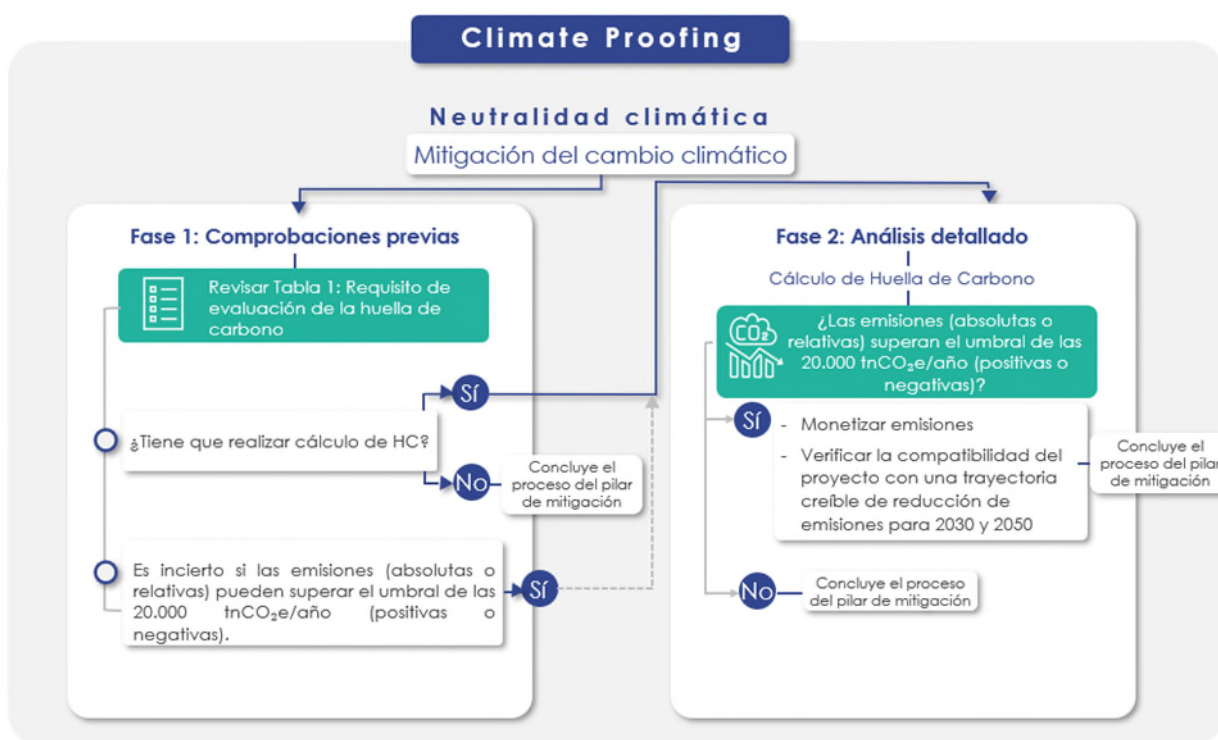 Climate Proofing
Neutralidad climática
Mitigación del cambio climático
Fase 1: Comprobaciones previas
Revisar Tabla 1: Requisito de
evaluación de la huella de
carbono
Sí
¿Tiene que realizar cálculo de HC?
No
Concluye el
proceso del pilar
de mitigación
Es incierto si las emisiones (absolutas o
relativas) pueden superar el umbral de las
20.000 tnCO₂e/año (positivas o
negativas).
Sí
Fase 2: Análisis detallado
Cálculo de Huella de Carbono
CO₂
¿Las emisiones (absolutas o
relativas) superan el umbral de las
20.000 tnCO₂e/año (positivas o
negativas)?
Sí
- Monetizar emisiones
- Verificar la compatibilidad del
proyecto con una trayectoria
creíble de reducción de
emisiones para 2030 y 2050
Concluye el
proceso del pilar
de mitigación
No
Concluye el proceso
del pilar de mitigación